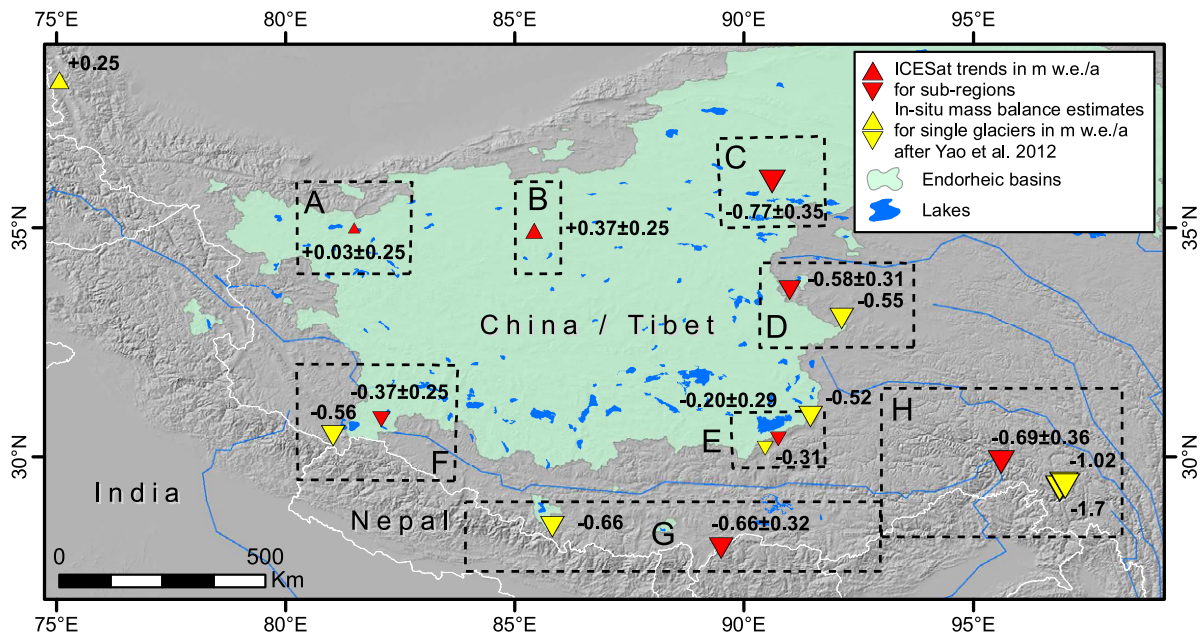 75°E 80°E 85°E 90°E 95°E
+0.25
ICESat trends in m w.e./a
for sub-regions
In-situ mass balance estimates
for single glaciers in m w.e./a
after Yao et al. 2012
Endorheic basins
Lakes
35°N
35°N
A
+0.03±0.25
B
+0.37±0.25
C
-0.77±0.35
-0.58±0.31
-0.55
D
China / Tibet
-0.37±0.25
-0.56
F
-0.20±0.29
-0.52
E
-0.31
H
-0.69±0.36
-1.02
-1.7
30°N
30°N
India
Nepal
-0.66
G
-0.66±0.32
0 500
Km
75°E 80°E 85°E 90°E 95°E